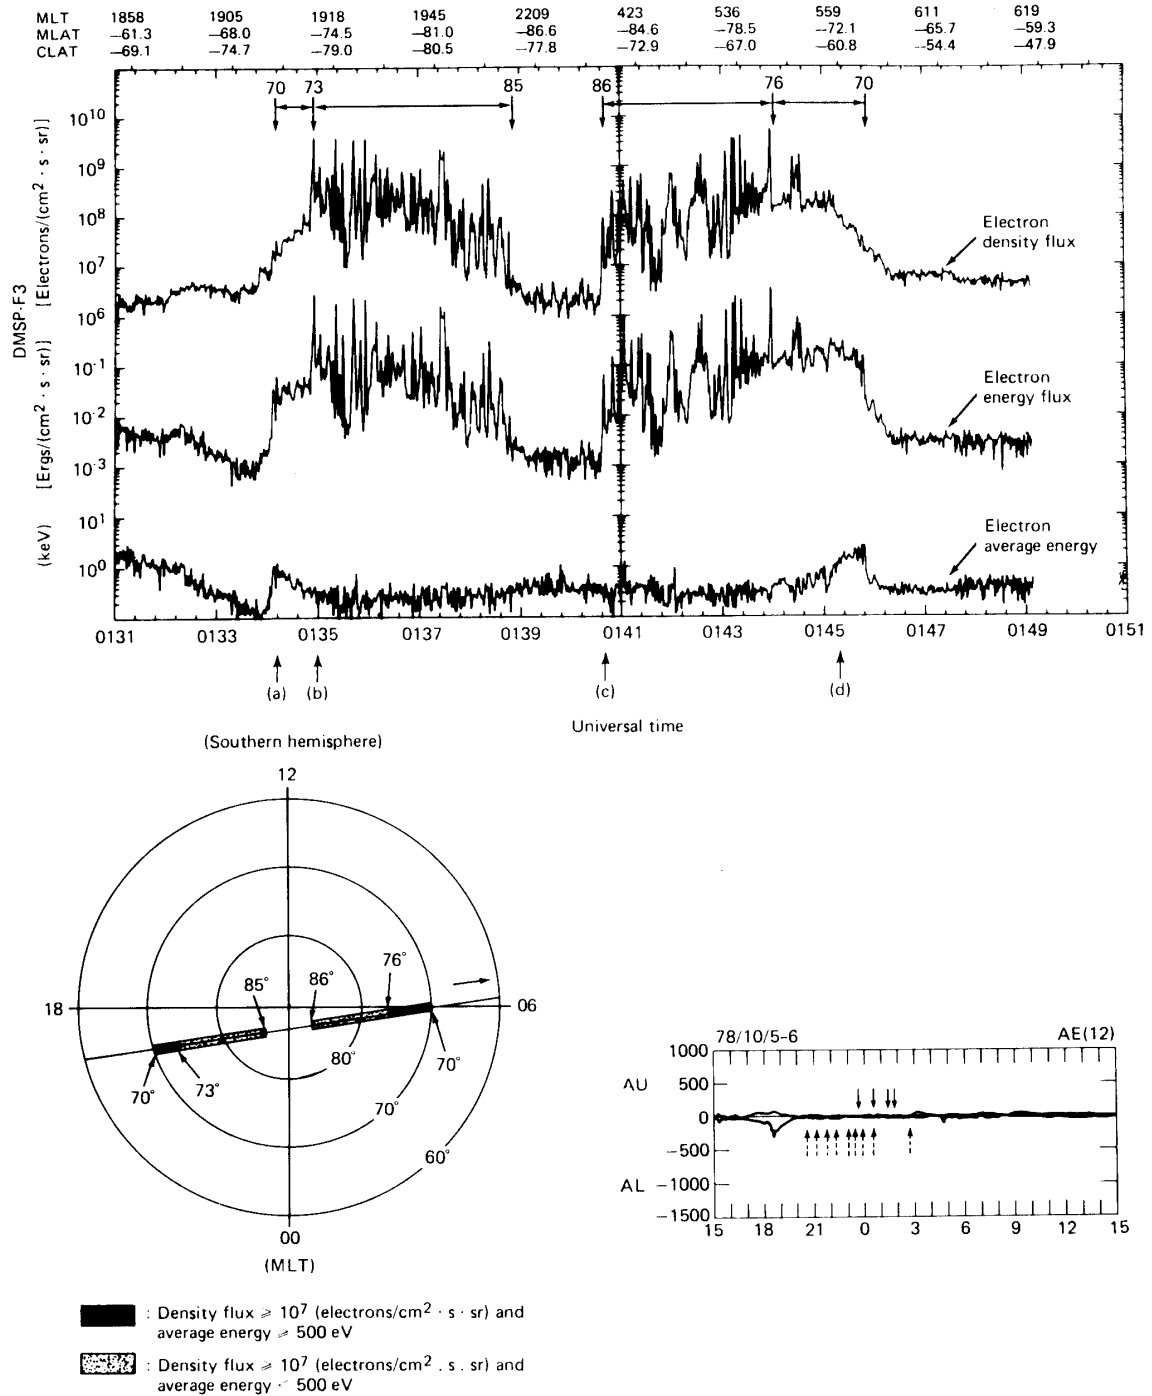 MLT 1858 1905 1918 1945 2209 423 536 559 611 619
MLAT —61.3 —68.0 —74.5 —81.0 —86.6 —84.6 —78.5 —72.1 —65.7 —59.3
CLAT —69.1 —74.7 —79.0 —80.5 —77.8 —72.9 —67.0 —60.8 —54.4 —47.9
70 73 85 86 76 70
DMSP-F3
[Electrons/(cm² · s · sr)]
10¹⁰
10⁹
10⁸
10⁷
10⁶
Electron
density flux
[Ergs/(cm² · s · sr)]
10⁻¹
10⁻²
10⁻³
Electron
energy flux
(keV)
10¹
10⁰
Electron
average energy
0131 0133 0135 0137 0139 0141 0143 0145 0147 0149 0151
(a) (b) (c) (d)
Universal time
(Southern hemisphere)
12
18
06
00
(MLT)
85°
86°
76°
70°
73°
80°
70°
70°
60°
78/10/5-6 AE(12)
AU
AL
1000
500
0
—500
—1000
—1500
15 18 21 0 3 6 9 12 15
: Density flux ⩾ 10⁷ (electrons/cm² · s · sr) and
average energy ⩾ 500 eV
: Density flux ⩾ 10⁷ (electrons/cm² . s . sr) and
average energy < 500 eV